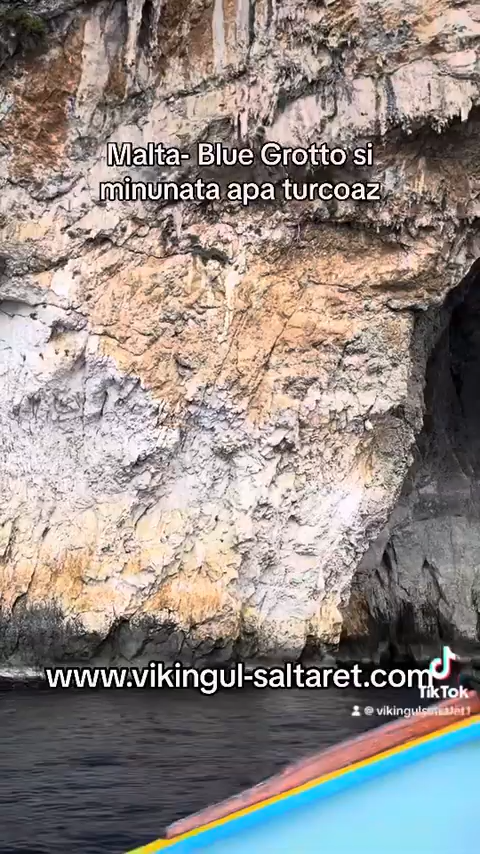 Malta- Blue Grotto si
minunata apa turcoaz
www.vikingul-saltaret.com
TikTok